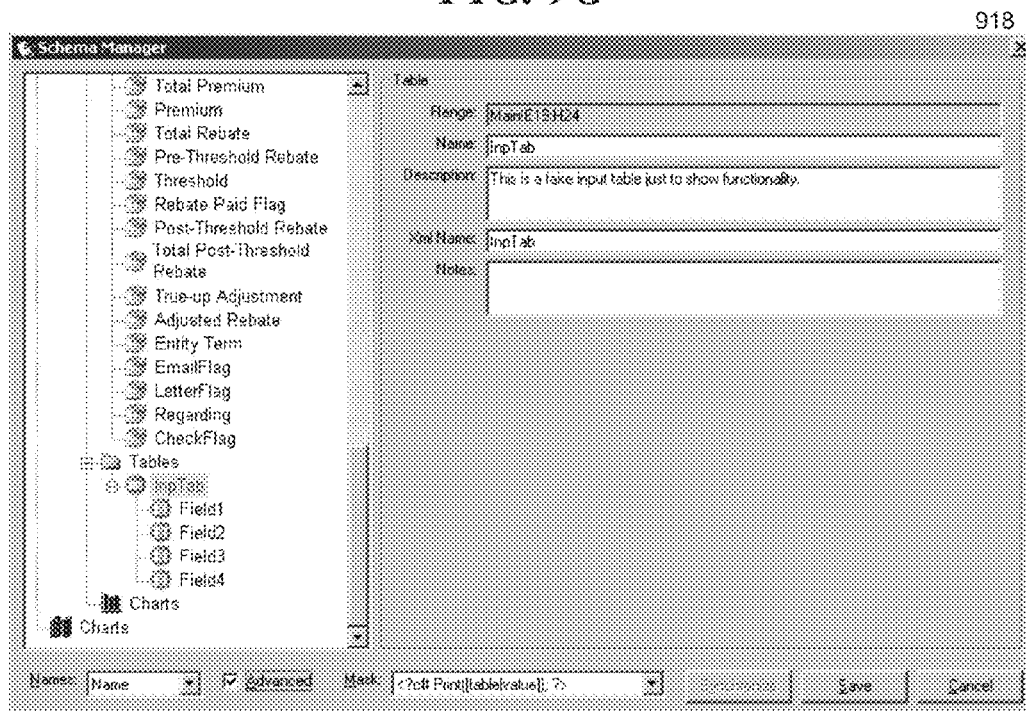 918
Schema Manager
Total Premium
Premium
Total Rebate
Pre-Threshold Rebate
Threshold
Rebate Paid Flag
Post-Threshold Rebate
Total Post-Threshold
Rebate
True-up Adjustment
Adjusted Rebate
Entity Term
EmailFlag
LetterFlag
Regarding
CheckFlag
Tables
InpTab
Field1
Field2
Field3
Field4
Charts
Charts
Table
Range: Main!E19:H24
Name: InpTab
Description: This is a fake input table just to show functionality.
Xml Name: InpTab
Notes:
Names: Name
Advanced
Mask:
Save
Cancel